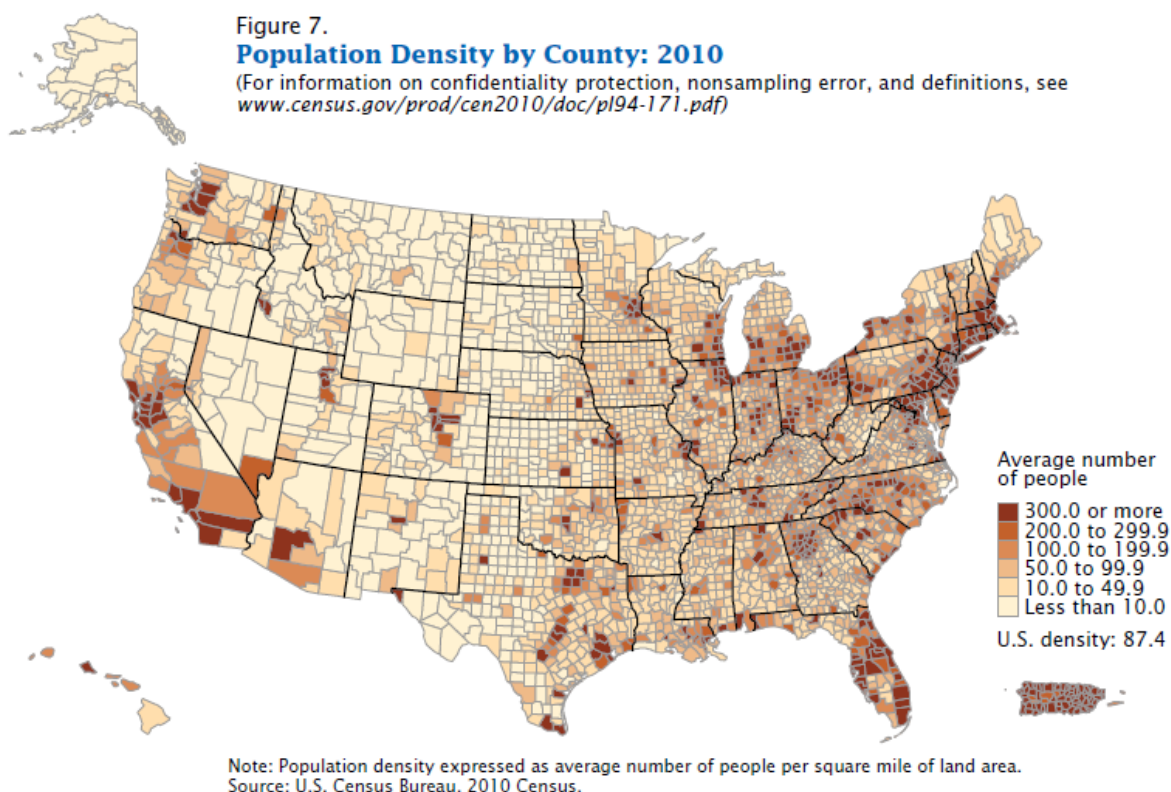 Figure 7.
Population Density by County: 2010
(For information on confidentiality protection, nonsampling error, and definitions, see
www.census.gov/prod/cen2010/doc/pl94-171.pdf)
Average number
of people
300.0 or more
200.0 to 299.9
100.0 to 199.9
50.0 to 99.9
10.0 to 49.9
Less than 10.0
U.S. density: 87.4
Note: Population density expressed as average number of people per square mile of land area.
Source: U.S. Census Bureau, 2010 Census.